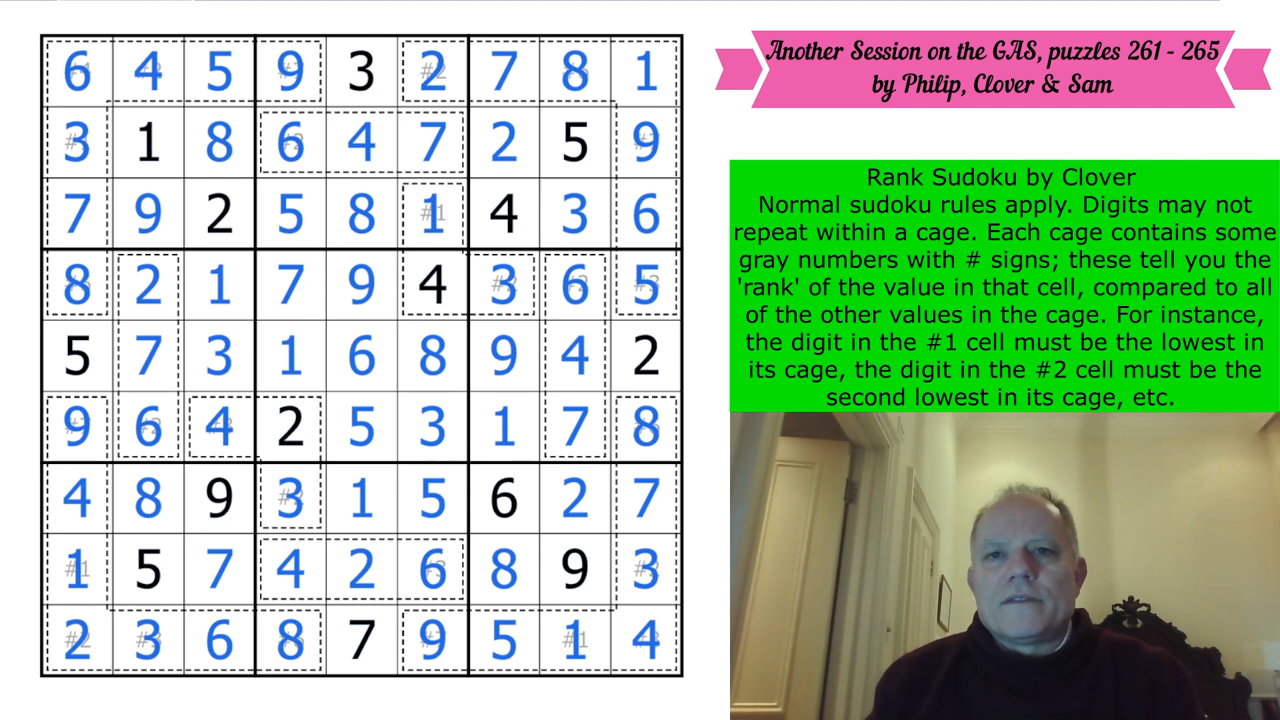 Another Session on the GAS, puzzles 261 - 265
by Philip, Clover & Sam
Rank Sudoku by Clover
Normal sudoku rules apply. Digits may not
repeat within a cage. Each cage contains some
gray numbers with # signs; these tell you the
'rank' of the value in that cell, compared to all
of the other values in the cage. For instance,
the digit in the #1 cell must be the lowest in
its cage, the digit in the #2 cell must be the
second lowest in its cage, etc.
6 4 5 9 3 2 7 8 1
3 1 8 6 4 7 2 5 9
7 9 2 5 8 1 4 3 6
8 2 1 7 9 4 3 6 5
5 7 3 1 6 8 9 4 2
9 6 4 2 5 3 1 7 8
4 8 9 3 1 5 6 2 7
1 5 7 4 2 6 8 9 3
2 3 6 8 7 9 5 1 4